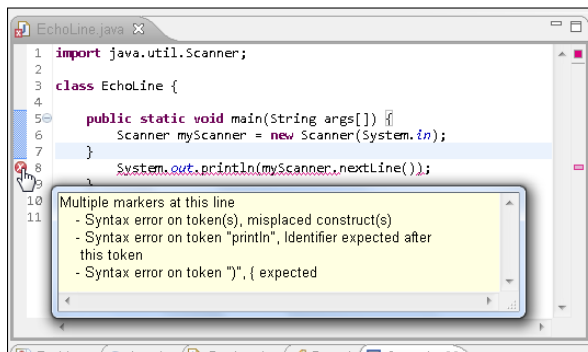 EchoLine.java
1 import java.util.Scanner;
2
3 class EchoLine {
4
5 public static void main(String args[]) {
6 Scanner myScanner = new Scanner(System.in);
7 }
8 System.out.println(myScanner.nextLine());
9 }
10
11
Multiple markers at this line
- Syntax error on token(s), misplaced construct(s)
- Syntax error on token "println", Identifier expected after
this token
- Syntax error on token ")", { expected